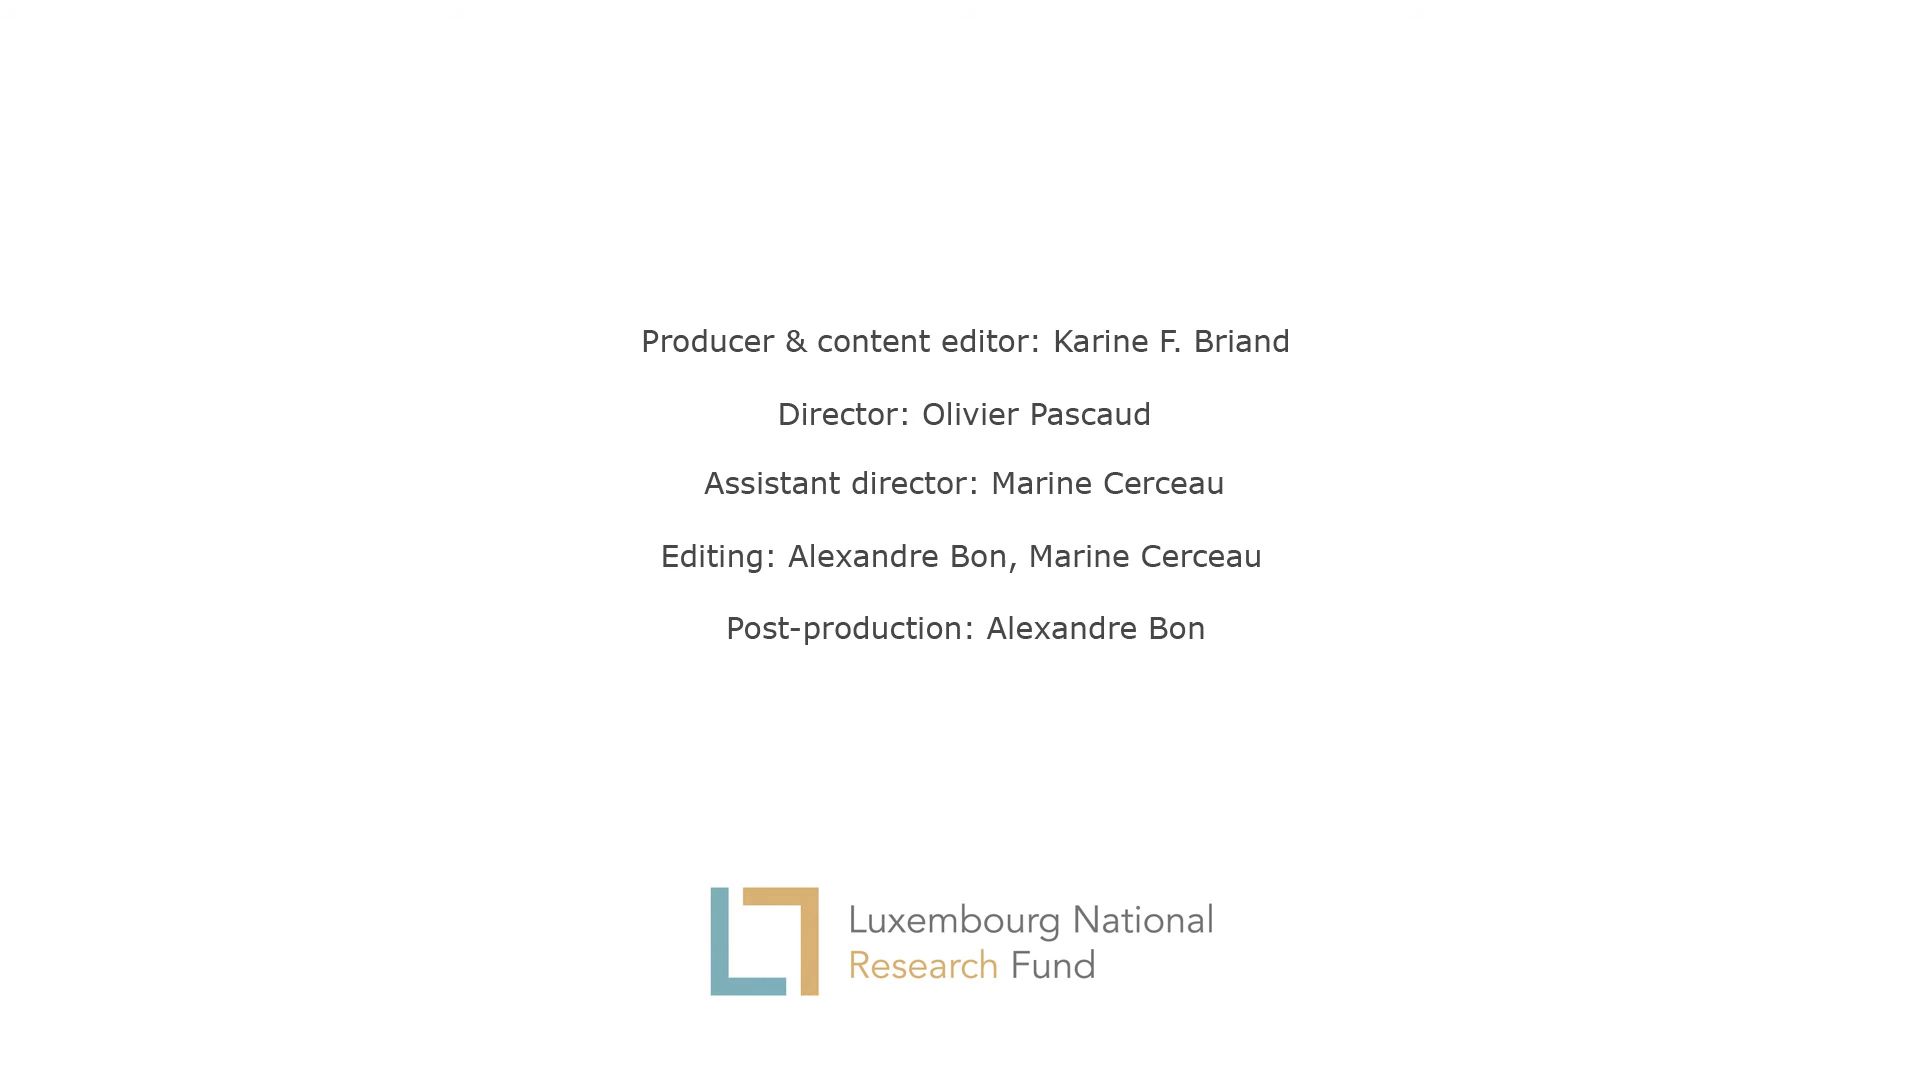 Producer & content editor: Karine F. Briand
Director: Olivier Pascaud
Assistant director: Marine Cerceau
Editing: Alexandre Bon, Marine Cerceau
Post-production: Alexandre Bon
Luxembourg National
Research Fund